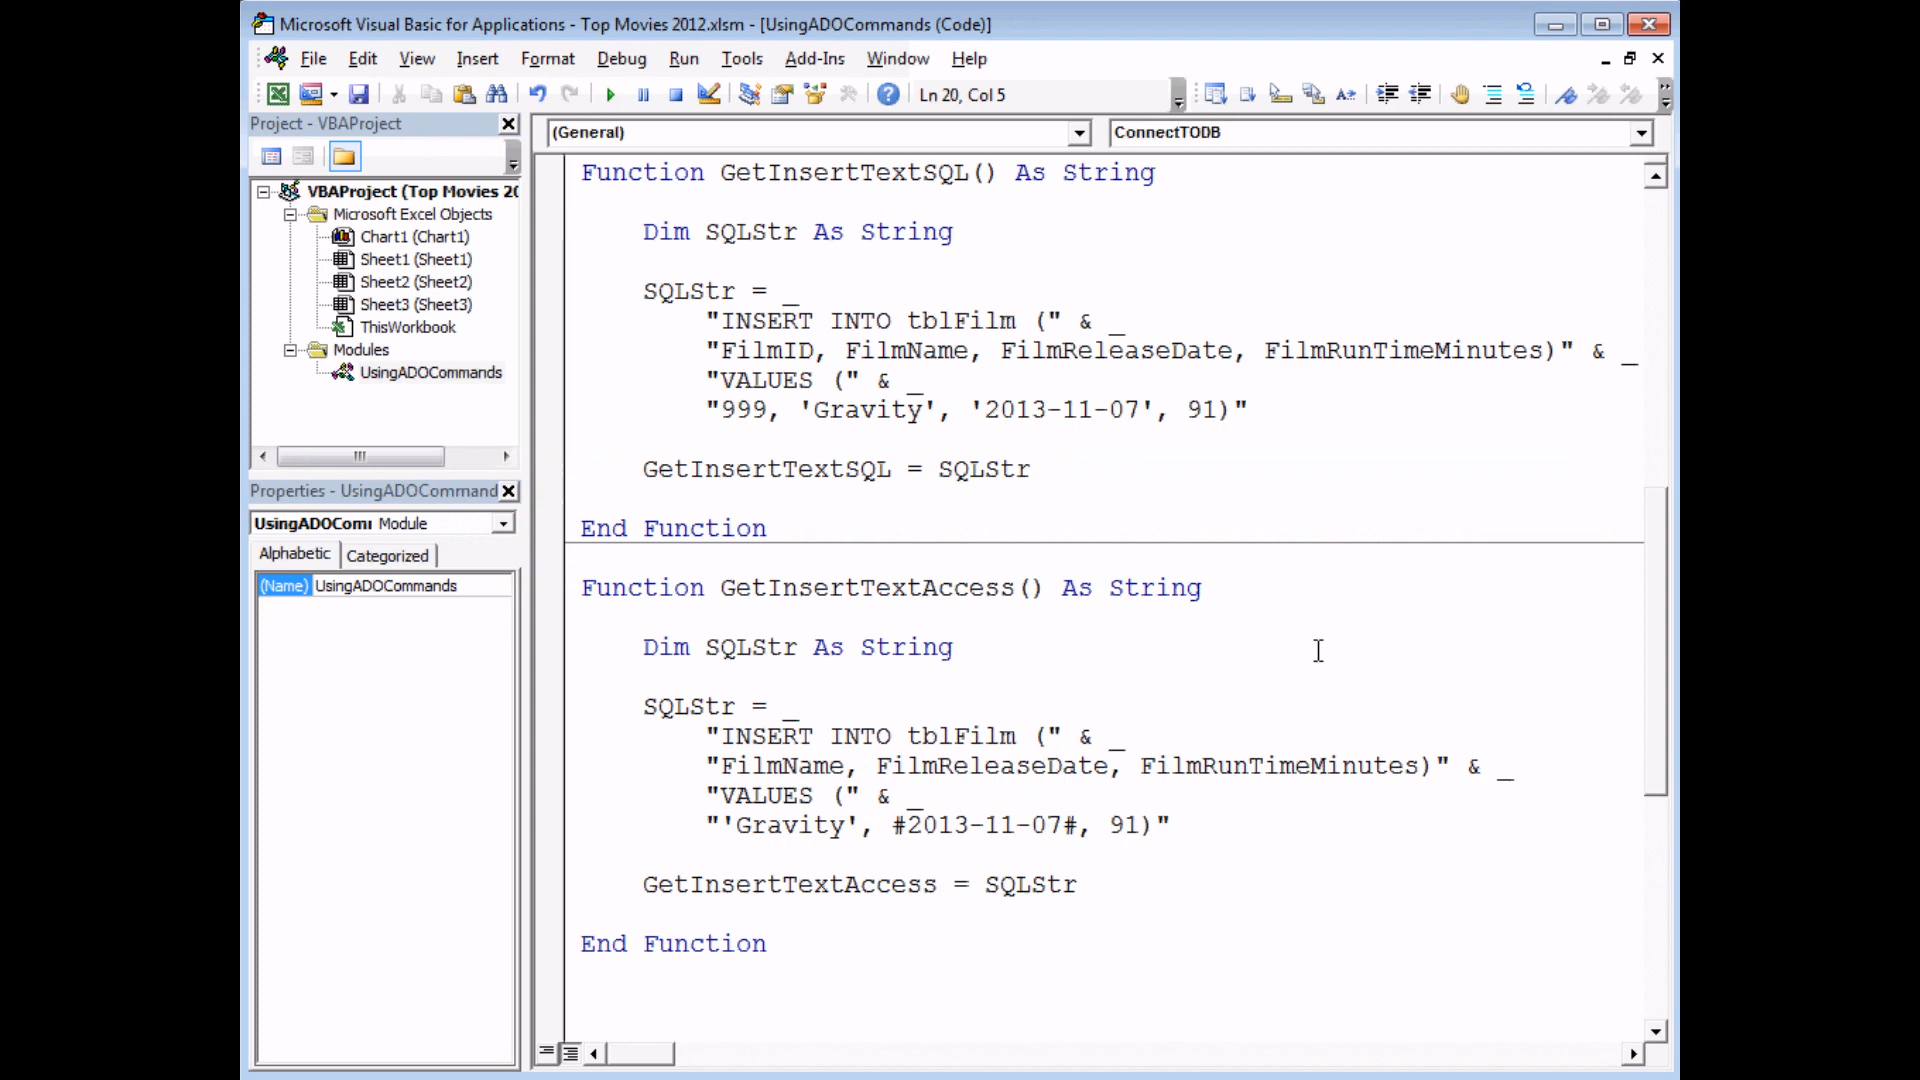 Microsoft Visual Basic for Applications - Top Movies 2012.xlsm - [UsingADOCommands (Code)]
File Edit View Insert Format Debug Run Tools Add-Ins Window Help
Ln 20, Col 5
Project - VBAProject
(General)
ConnectTODB
VBAProject (Top Movies 20
Microsoft Excel Objects
Chart1 (Chart1)
Sheet1 (Sheet1)
Sheet2 (Sheet2)
Sheet3 (Sheet3)
ThisWorkbook
Modules
UsingADOCommands
Properties - UsingADOCommand
UsingADOComi Module
Alphabetic Categorized
(Name) UsingADOCommands
Function GetInsertTextSQL() As String
Dim SQLStr As String
SQLStr = _
"INSERT INTO tblFilm (" & _
"FilmID, FilmName, FilmReleaseDate, FilmRunTimeMinutes)" & _
"VALUES (" & _
"999, 'Gravity', '2013-11-07', 91)"
GetInsertTextSQL = SQLStr
End Function
Function GetInsertTextAccess() As String
Dim SQLStr As String
SQLStr = _
"INSERT INTO tblFilm (" & _
"FilmName, FilmReleaseDate, FilmRunTimeMinutes)" & _
"VALUES (" & _
"'Gravity', #2013-11-07#, 91)"
GetInsertTextAccess = SQLStr
End Function